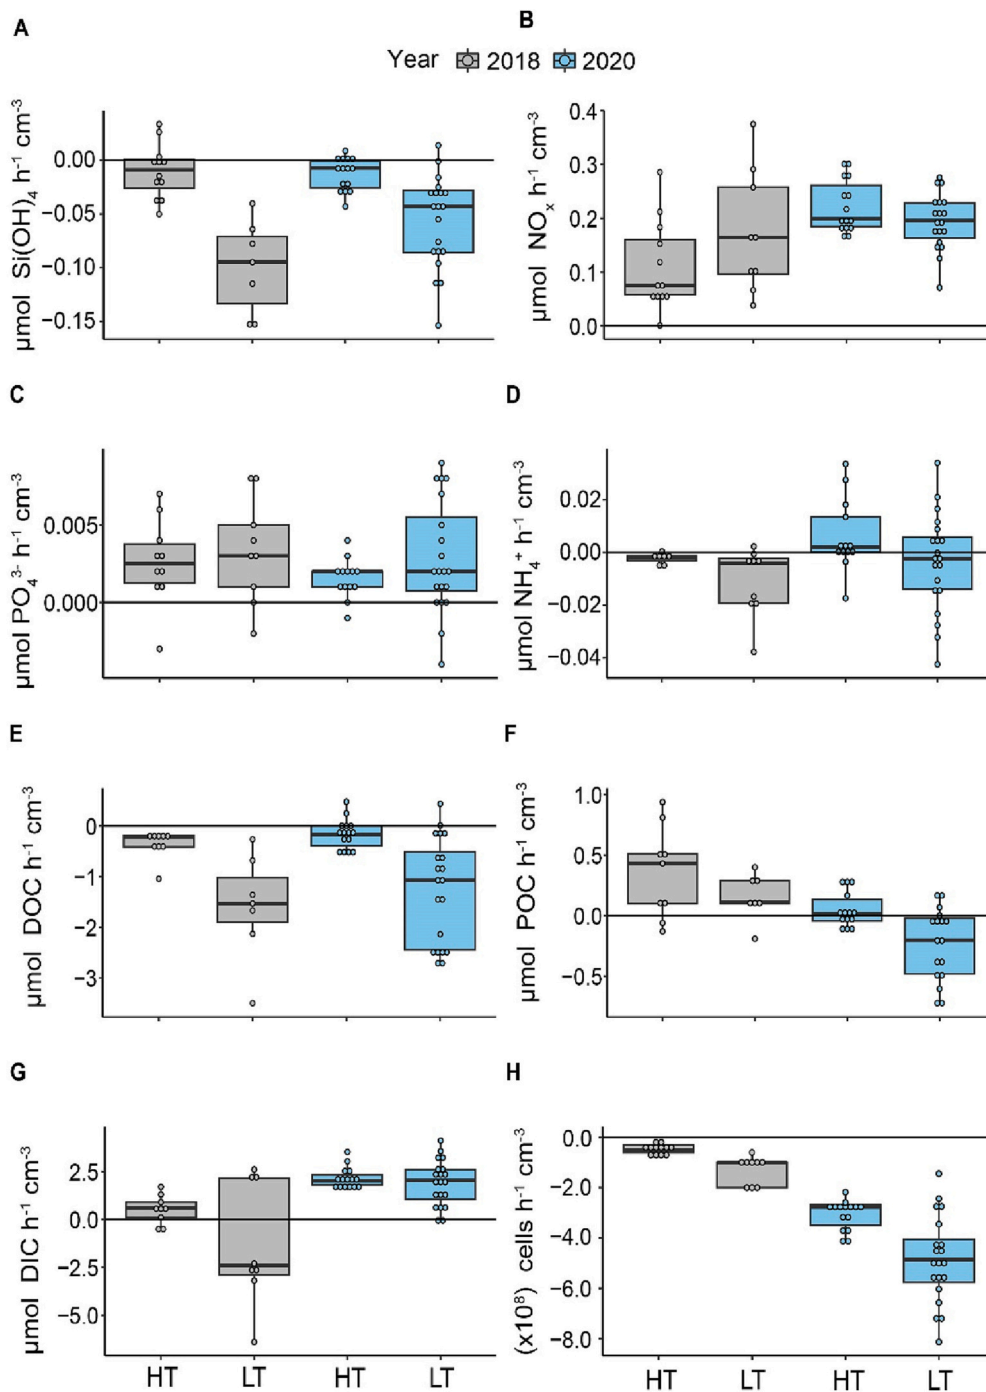 A
B
Year 2018 2020
µmol Si(OH)₄ h⁻¹ cm⁻³
0.00
−0.05
−0.10
−0.15
µmol NOₓ h⁻¹ cm⁻³
0.4
0.3
0.2
0.1
0.0
C
D
µmol PO₄³⁻ h⁻¹ cm⁻³
0.005
0.000
µmol NH₄⁺ h⁻¹ cm⁻³
0.02
0.00
−0.02
−0.04
E
F
µmol DOC h⁻¹ cm⁻³
0
−1
−2
−3
µmol POC h⁻¹ cm⁻³
1.0
0.5
0.0
−0.5
G
H
µmol DIC h⁻¹ cm⁻³
2.5
0.0
−2.5
−5.0
HT LT HT LT
(x10⁸) cells h⁻¹ cm⁻³
0.0
−2.0
−4.0
−6.0
−8.0
HT LT HT LT